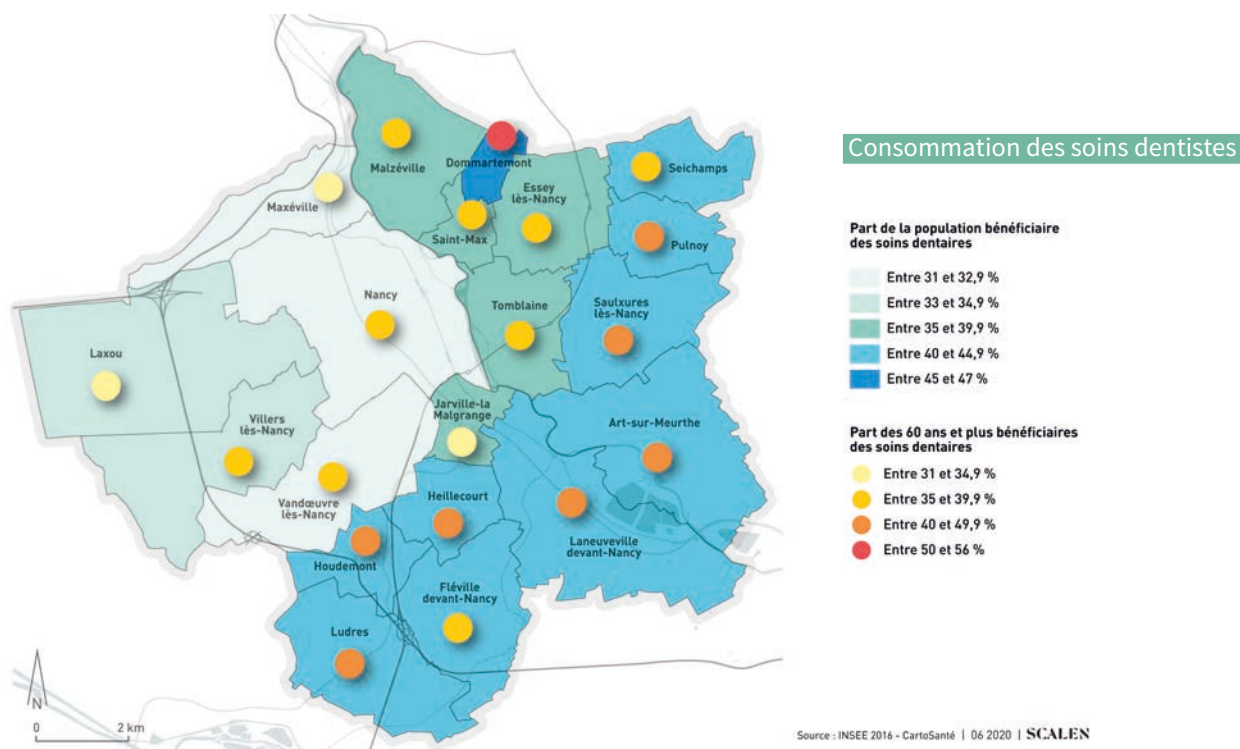 Consommation des soins dentistes
Malzéville
Dommartemont
Seichamps
Essey
lès-Nancy
Maxéville
Saint-Max
Pulnoy
Nancy
Tomblaine
Saulxures
lès-Nancy
Laxou
Villers
lès-Nancy
Jarville-la
Malgrange
Art-sur-Meurthe
Vandœuvre
lès-Nancy
Heillecourt
Laneuveville
devant-Nancy
Houdemont
Fléville
devant-Nancy
Ludres
N
0 2 km
Part de la population bénéficiaire
des soins dentaires
Entre 31 et 32,9 %
Entre 33 et 34,9 %
Entre 35 et 39,9 %
Entre 40 et 44,9 %
Entre 45 et 47 %
Part des 60 ans et plus bénéficiaires
des soins dentaires
Entre 31 et 34,9 %
Entre 35 et 39,9 %
Entre 40 et 49,9 %
Entre 50 et 56 %
Source : INSEE 2016 - CartoSanté | 06 2020 | SCALEN